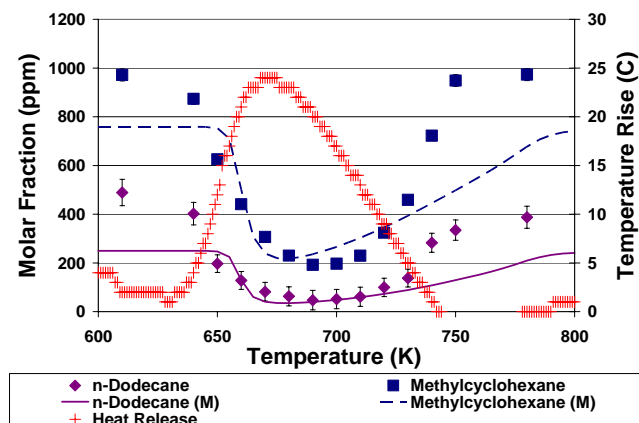 1200
1000
800
600
400
200
0
Molar Fraction (ppm)
30
25
20
15
10
5
0
Temperature Rise (C)
600 650 700 750 800
Temperature (K)
n-Dodecane Methylcyclohexane
n-Dodecane (M) Methylcyclohexane (M)
Heat Release